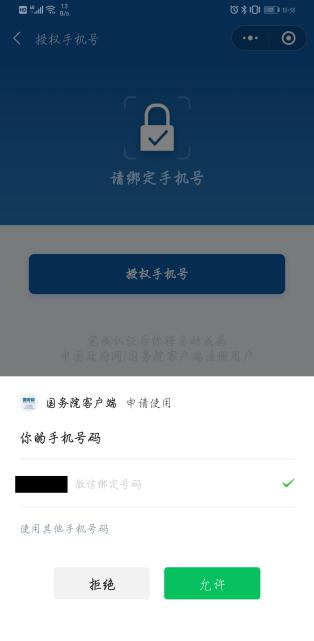 13
B/s
授权手机号
请绑定手机号
授权手机号
完成认证后你将自动成为
中国政府网|国务院客户端注册用户
国务院客户端 申请使用
你的手机号码
微信绑定号码
使用其他手机号码
拒绝 允许